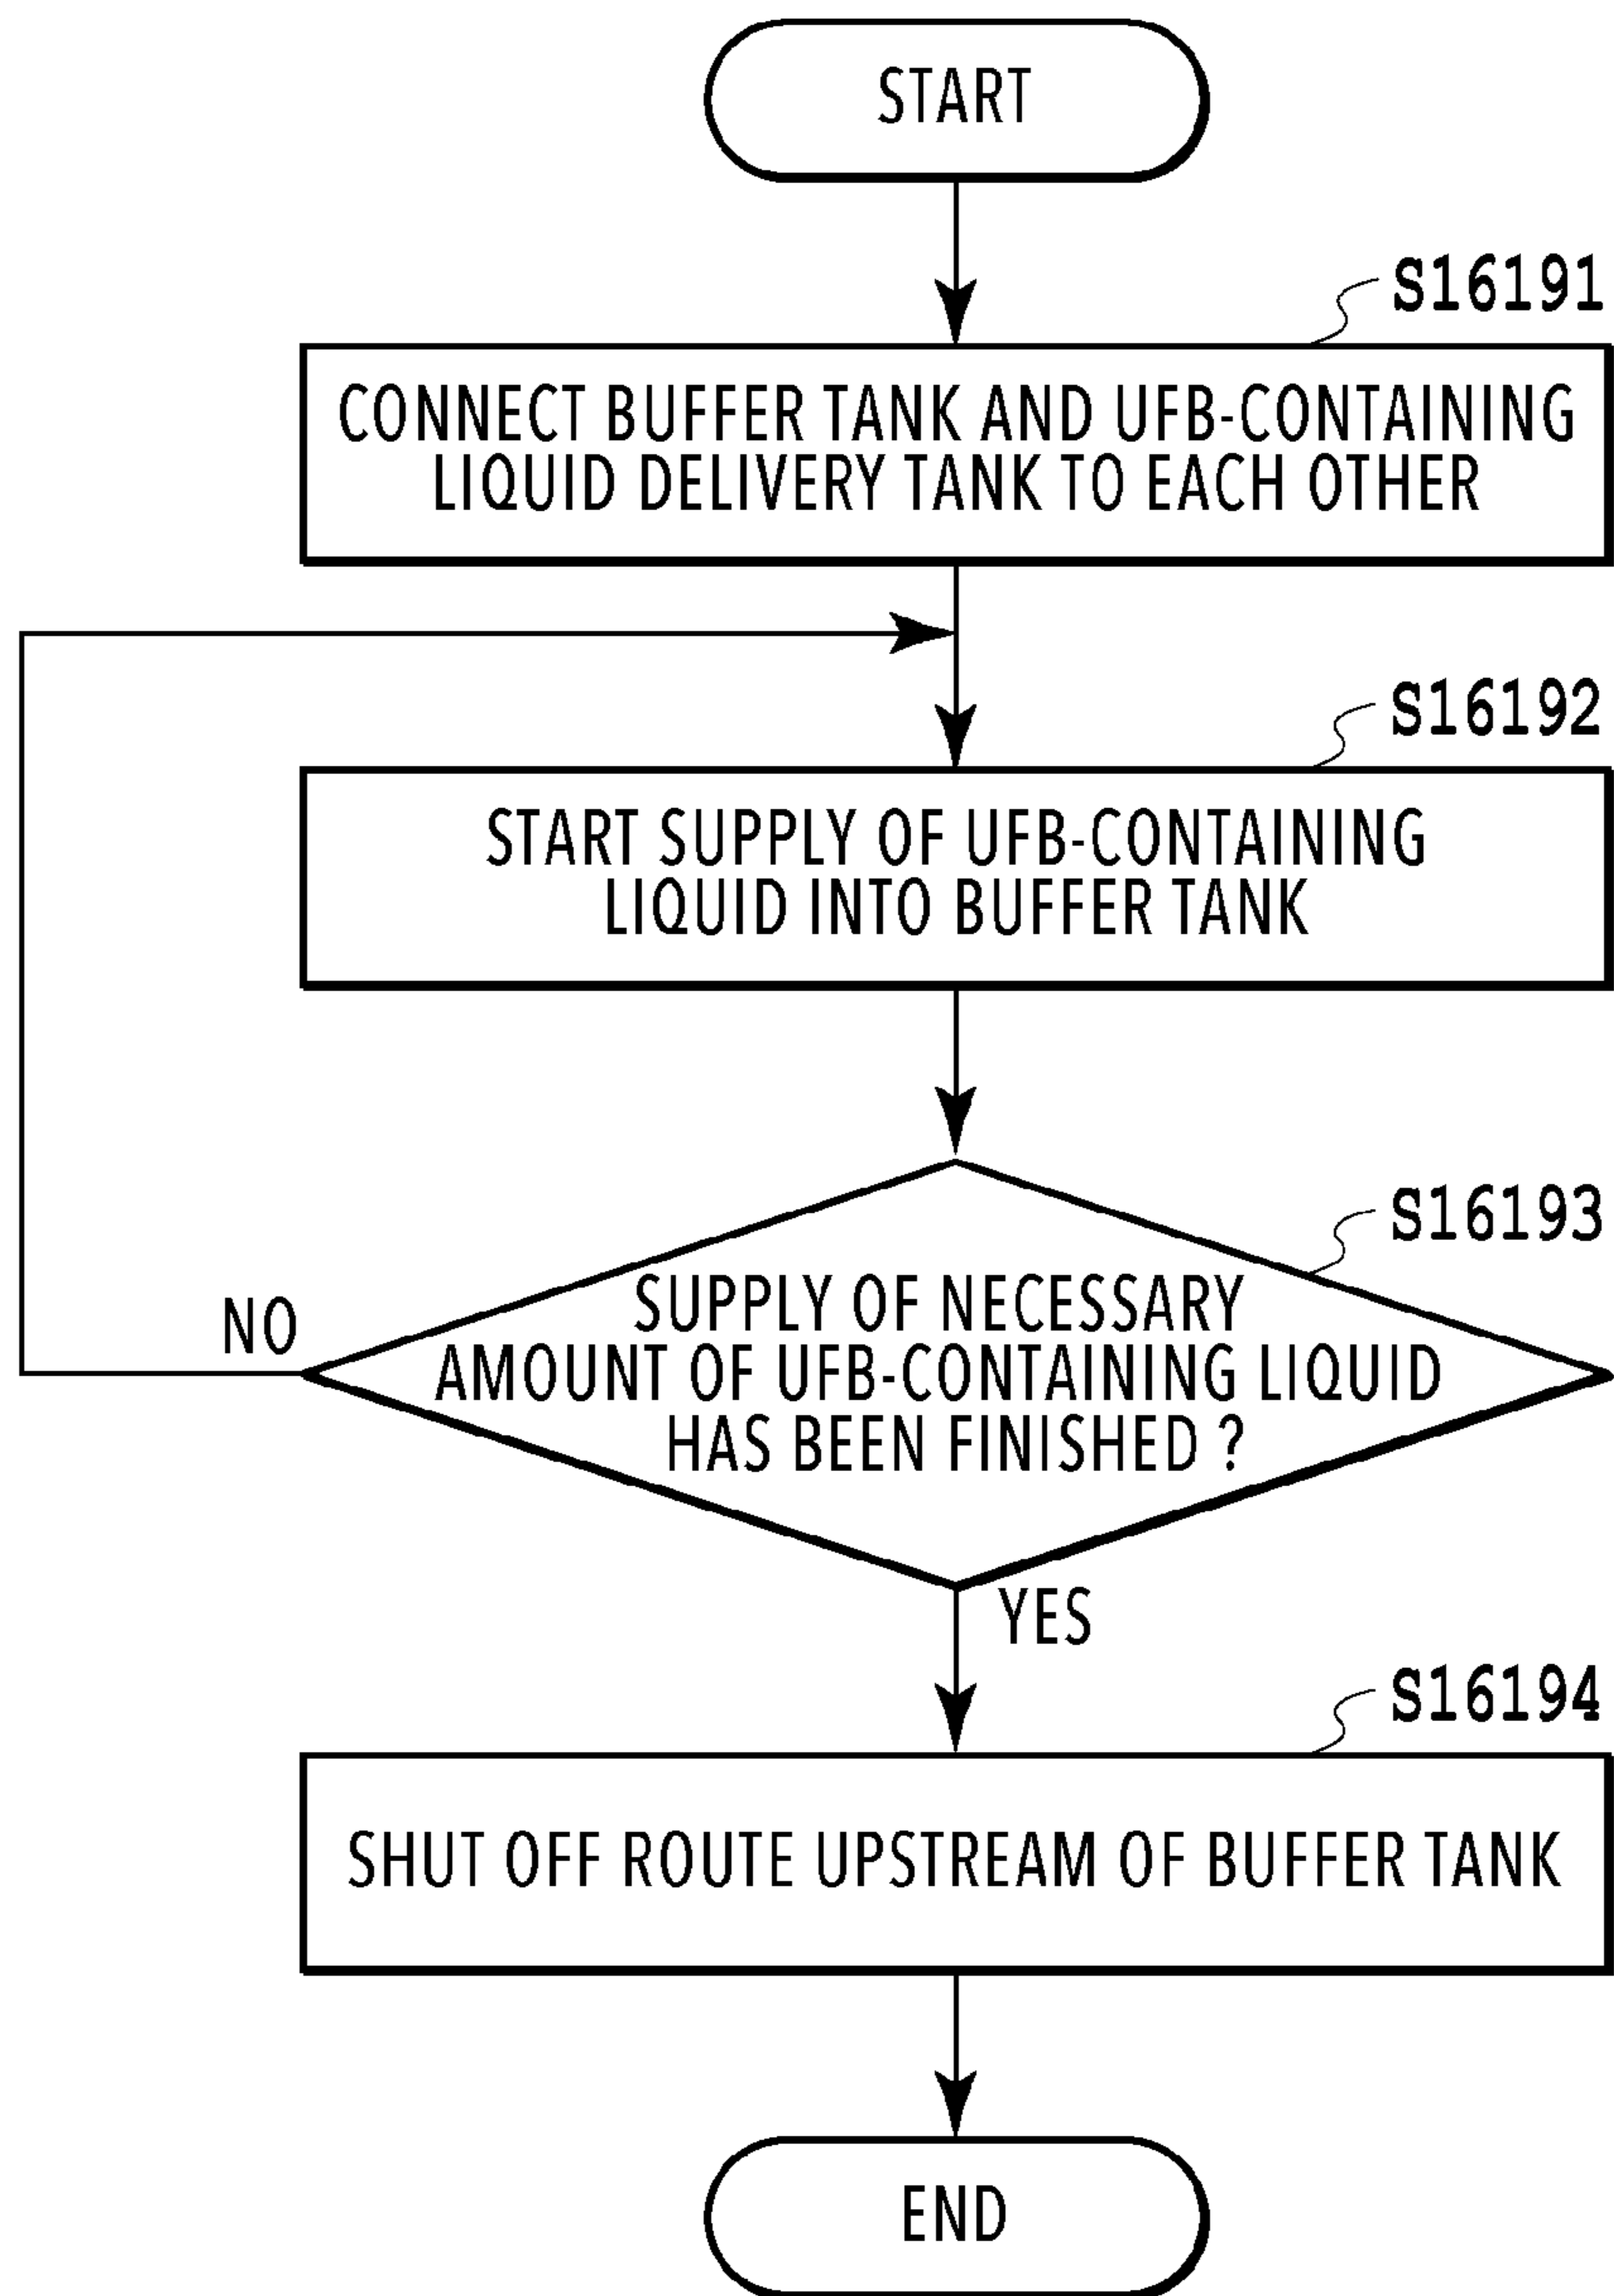 START
S16191
CONNECT BUFFER TANK AND UFB-CONTAINING
LIQUID DELIVERY TANK TO EACH OTHER
S16192
START SUPPLY OF UFB-CONTAINING
LIQUID INTO BUFFER TANK
S16193
SUPPLY OF NECESSARY
AMOUNT OF UFB-CONTAINING LIQUID
HAS BEEN FINISHED ?
NO
YES
S16194
SHUT OFF ROUTE UPSTREAM OF BUFFER TANK
END